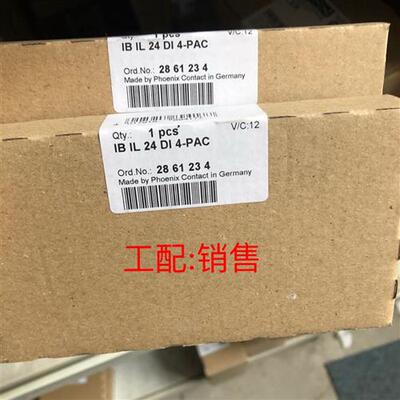 1 pcs
V/C:12
IB IL 24 DI 4-PAC
Ord.No.: 28 61 23 4
Made by Phoenix Contact in Germany
Qty.: 1 pcs
V/C:12
IB IL 24 DI 4-PAC
Ord.No.: 28 61 23 4
Made by Phoenix Contact in Germany
工配:销售